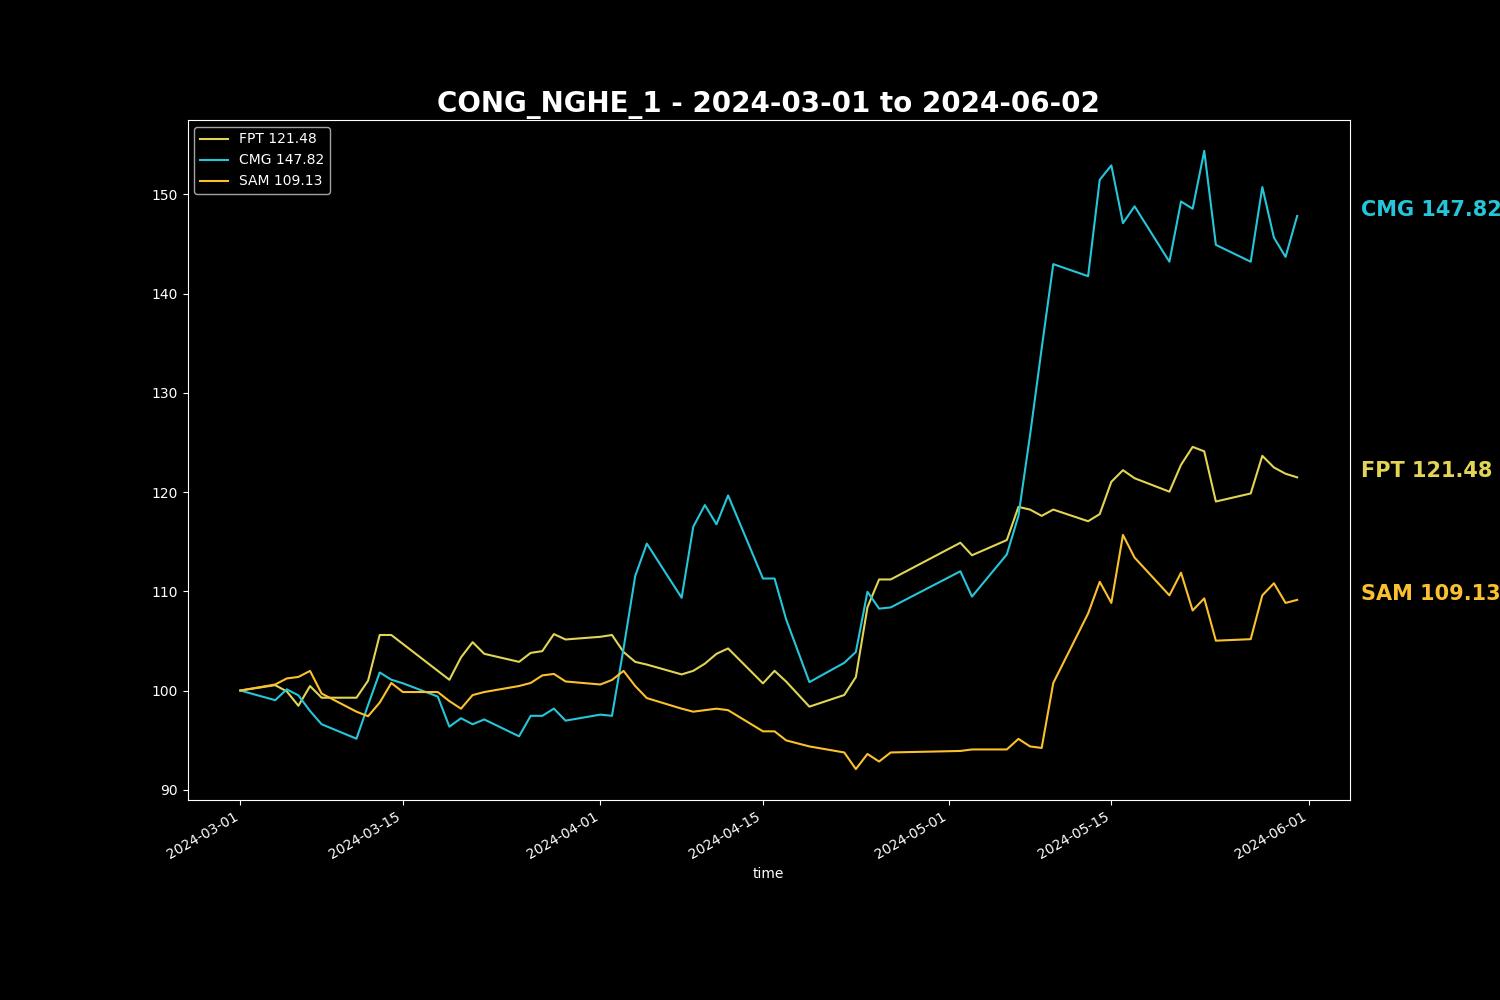 CONG_NGHE_1 - 2024-03-01 to 2024-06-02
FPT 121.48
CMG 147.82
SAM 109.13
150
140
130
120
110
100
90
CMG 147.82
FPT 121.48
SAM 109.13
2024-03-01
2024-03-15
2024-04-01
2024-04-15
2024-05-01
2024-05-15
2024-06-01
time